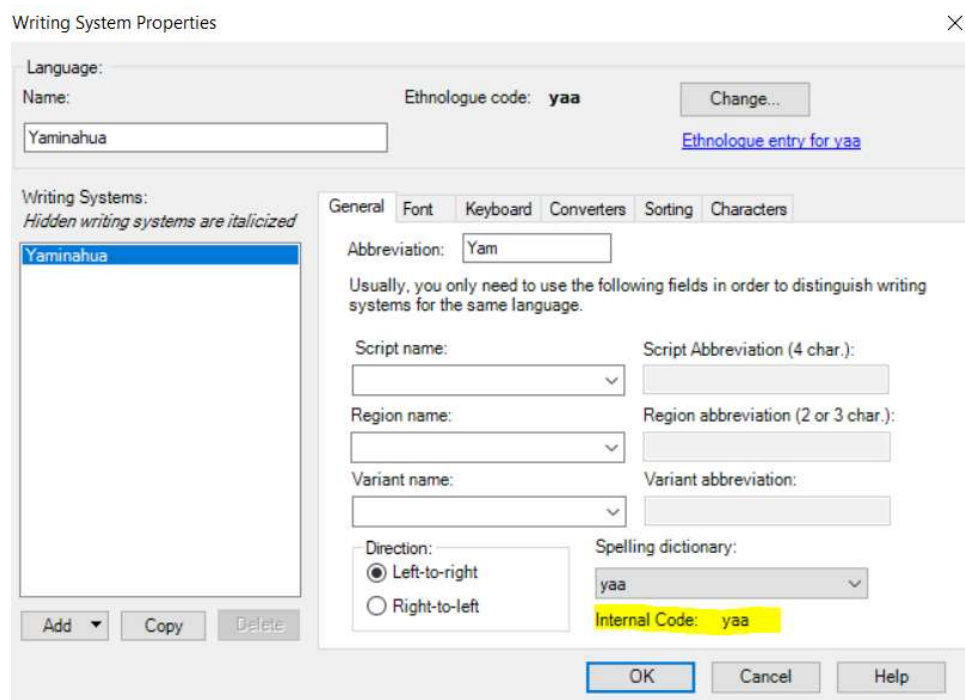 Writing System Properties
Language:
Name:
Ethnologue code: yaa
Change...
Yaminahua
Ethnologue entry for yaa
Writing Systems:
Hidden writing systems are italicized
Yaminahua
General Font Keyboard Converters Sorting Characters
Abbreviation: Yam
Usually, you only need to use the following fields in order to distinguish writing
systems for the same language.
Script name:
Script Abbreviation (4 char.):
Region name:
Region abbreviation (2 or 3 char.):
Variant name:
Variant abbreviation:
Direction:
Left-to-right
Right-to-left
Spelling dictionary:
yaa
Internal Code: yaa
Add Copy Delete
OK Cancel Help